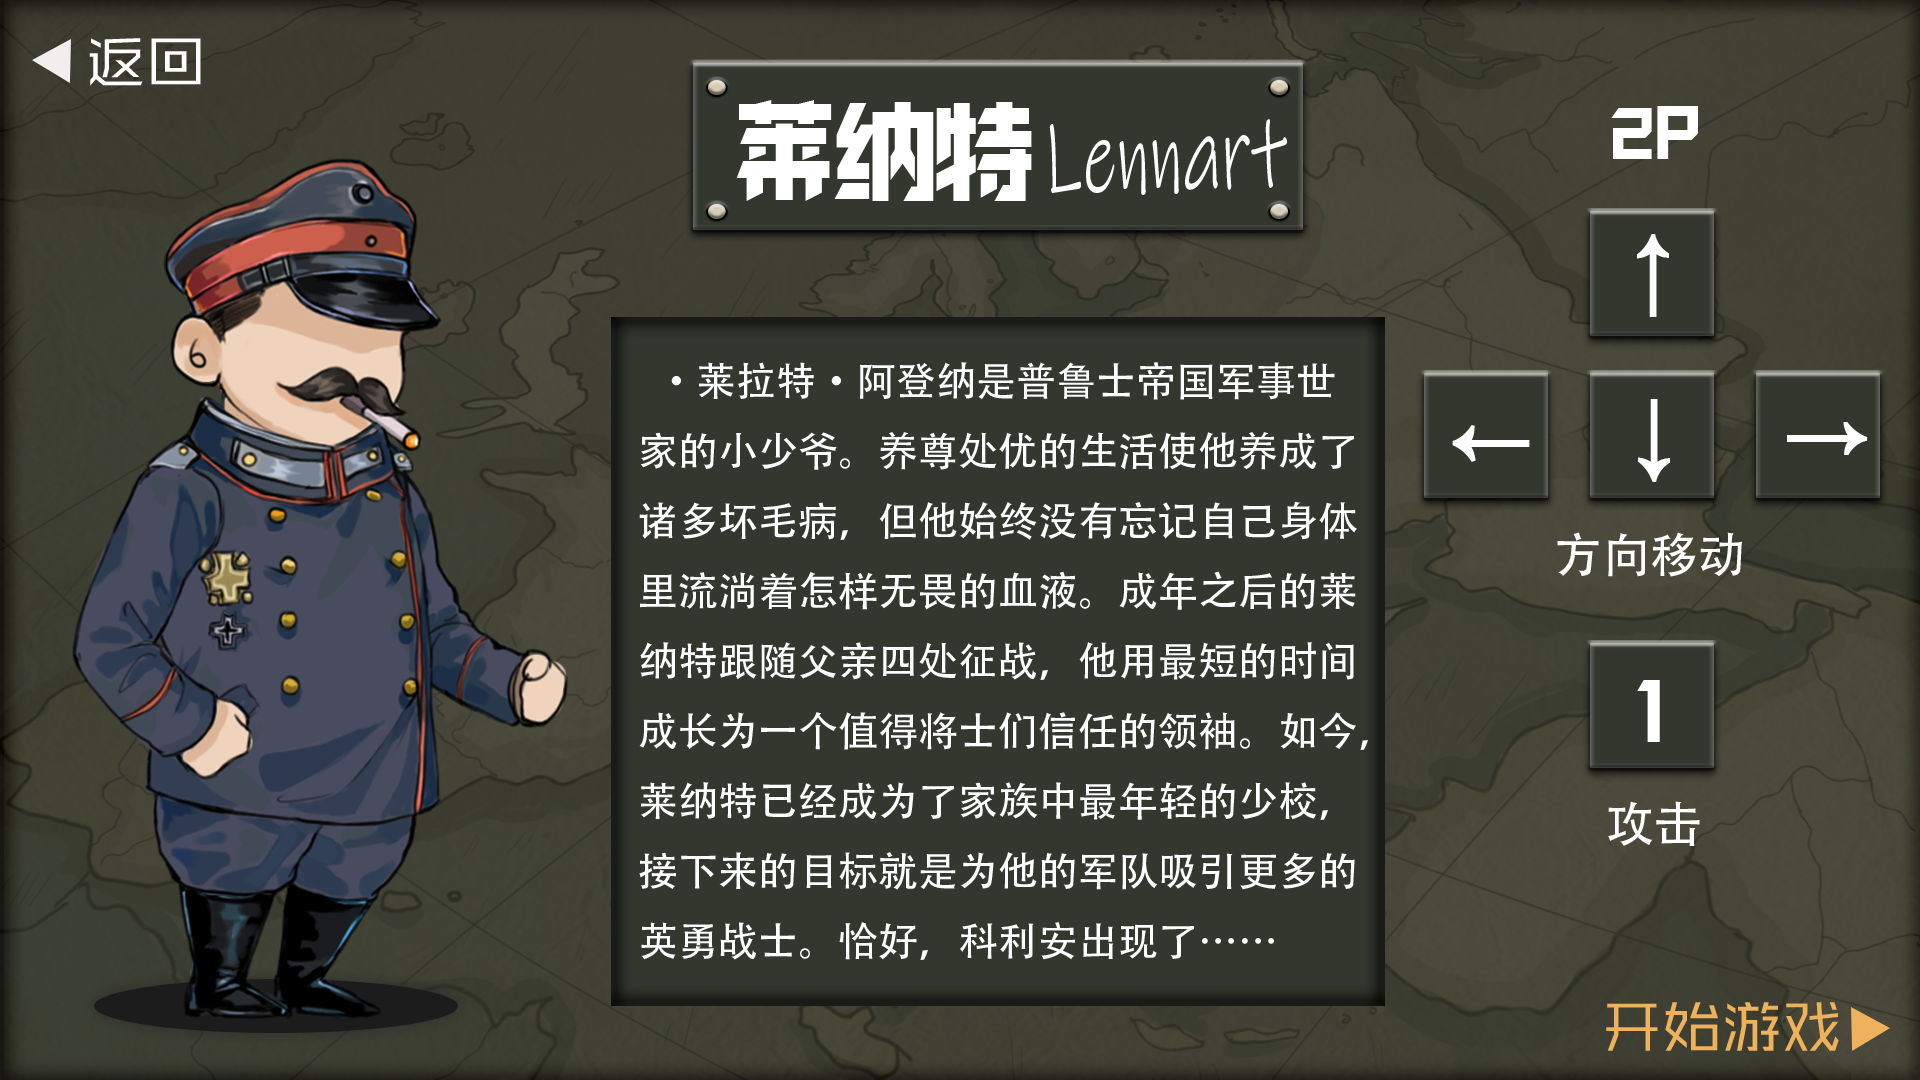 返回
莱纳特 Lennart
·莱拉特·阿登纳是普鲁士帝国军事世
家的小少爷。养尊处优的生活使他养成了
诸多坏毛病，但他始终没有忘记自己身体
里流淌着怎样无畏的血液。成年之后的莱
纳特跟随父亲四处征战，他用最短的时间
成长为一个值得将士们信任的领袖。如今，
莱纳特已经成为了家族中最年轻的少校，
接下来的目标就是为他的军队吸引更多的
英勇战士。恰好，科利安出现了……
2P
↑
← ↓ →
方向移动
1
攻击
开始游戏